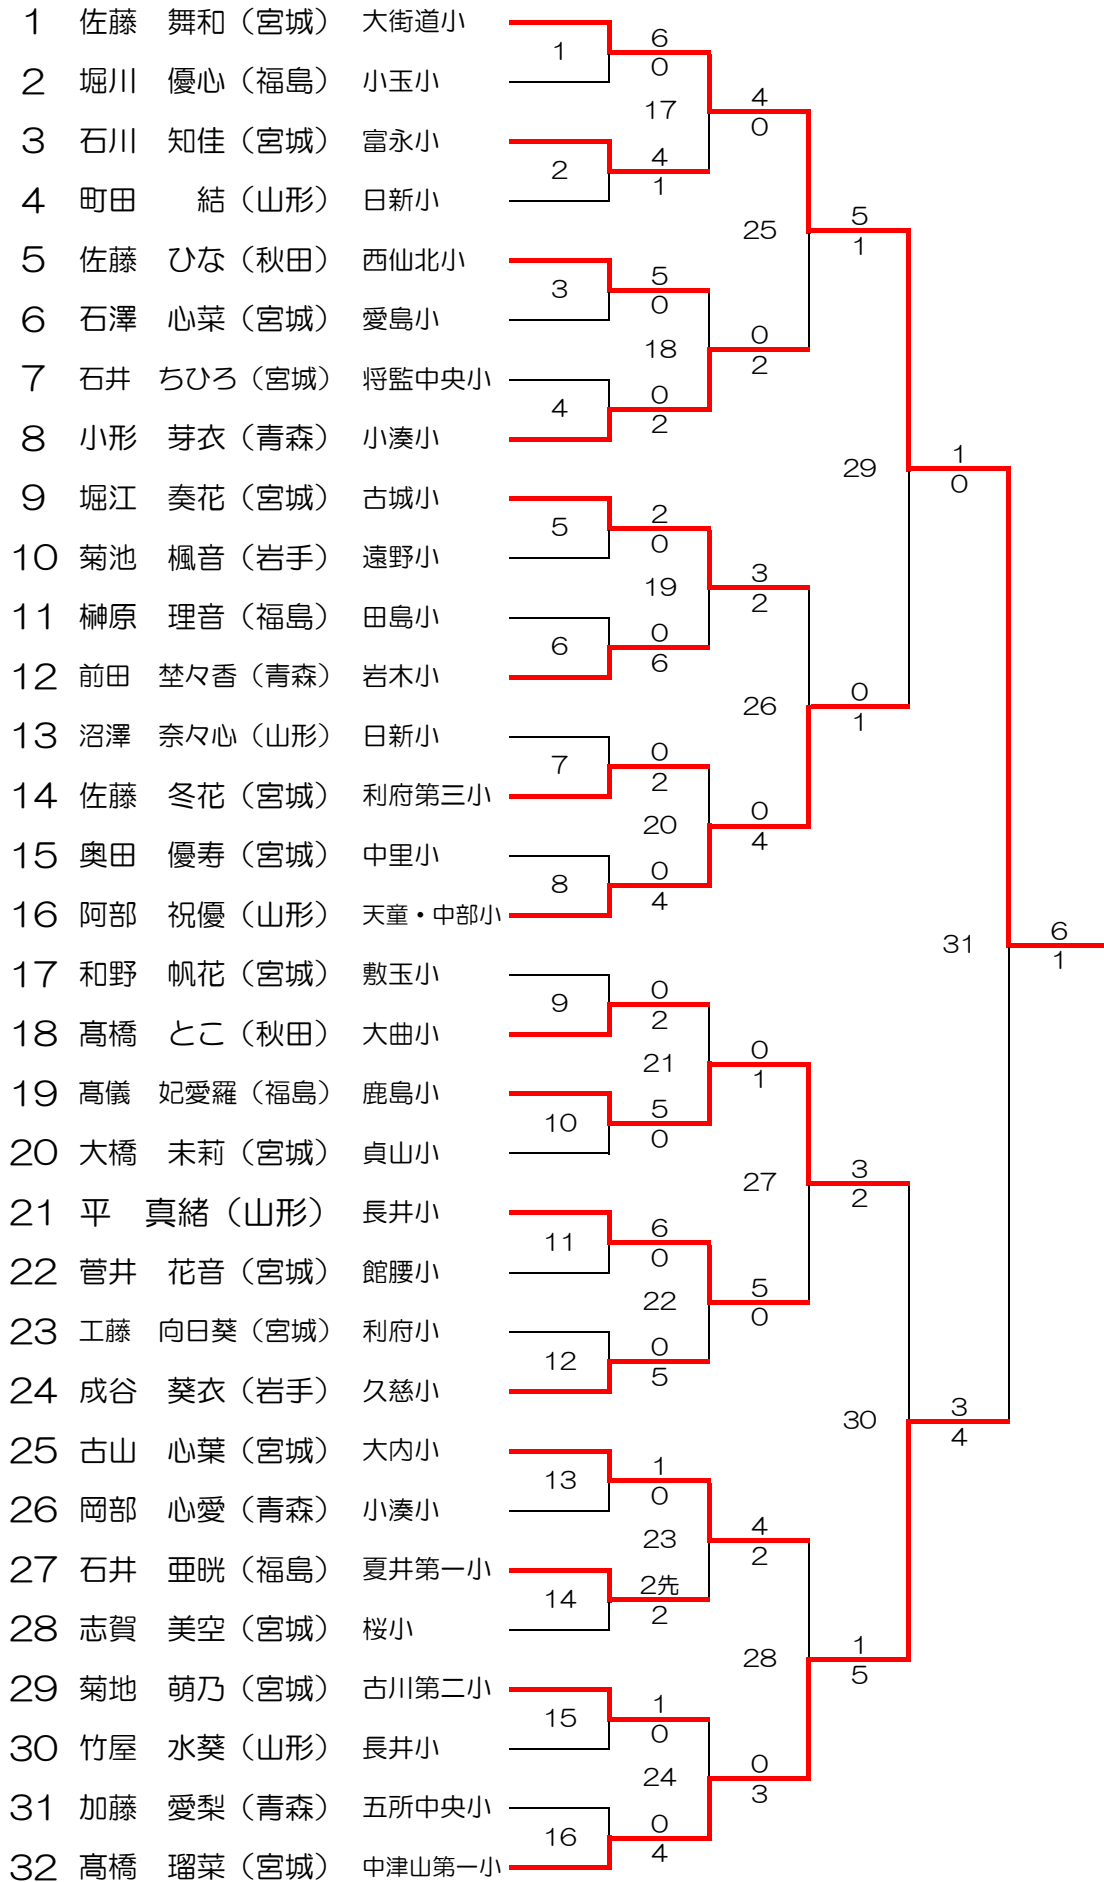 1 佐藤 舞和（宮城） 大街道小
2 堀川 優心（福島） 小玉小
3 石川 知佳（宮城） 富永小
4 町田 結（山形） 日新小
5 佐藤 ひな（秋田） 西仙北小
6 石澤 心菜（宮城） 愛島小
7 石井 ちひろ（宮城） 将監中央小
8 小形 芽衣（青森） 小湊小
9 堀江 奏花（宮城） 古城小
10 菊池 楓音（岩手） 遠野小
11 榊原 理音（福島） 田島小
12 前田 埜々香（青森） 岩木小
13 沼澤 奈々心（山形） 日新小
14 佐藤 冬花（宮城） 利府第三小
15 奥田 優寿（宮城） 中里小
16 阿部 祝優（山形） 天童・中部小
17 和野 帆花（宮城） 敷玉小
18 髙橋 とこ（秋田） 大曲小
19 髙儀 妃愛羅（福島） 鹿島小
20 大橋 未莉（宮城） 貞山小
21 平 真緒（山形） 長井小
22 菅井 花音（宮城） 館腰小
23 工藤 向日葵（宮城） 利府小
24 成谷 葵衣（岩手） 久慈小
25 古山 心葉（宮城） 大内小
26 岡部 心愛（青森） 小湊小
27 石井 亜晄（福島） 夏井第一小
28 志賀 美空（宮城） 桜小
29 菊地 萌乃（宮城） 古川第二小
30 竹屋 水葵（山形） 長井小
31 加藤 愛梨（青森） 五所中央小
32 髙橋 瑠菜（宮城） 中津山第一小
1
2
3
4
5
6
7
8
9
10
11
12
13
14
15
16
6
0
17
4
1
5
0
18
0
2
2
0
19
0
6
0
2
20
0
4
0
2
21
5
0
6
0
22
0
5
1
0
23
2先
2
1
0
24
0
4
4
0
25
0
2
3
2
26
0
4
0
1
27
5
0
4
2
28
0
3
5
1
29
0
1
3
2
30
1
5
1
0
31
3
4
6
1